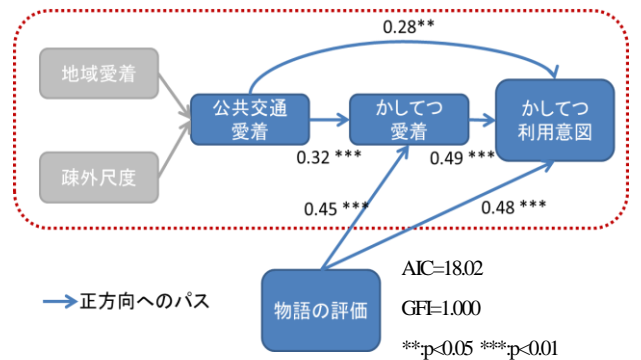 0.28**
地域愛着
公共交通
愛着
かしてつ
愛着
かしてつ
利用意図
0.32 ***
0.49 ***
疎外尺度
0.45 ***
0.48 ***
物語の評価
正方向へのパス
AIC=18.02
GFI=1.000
**:p<0.05 ***:p<0.01